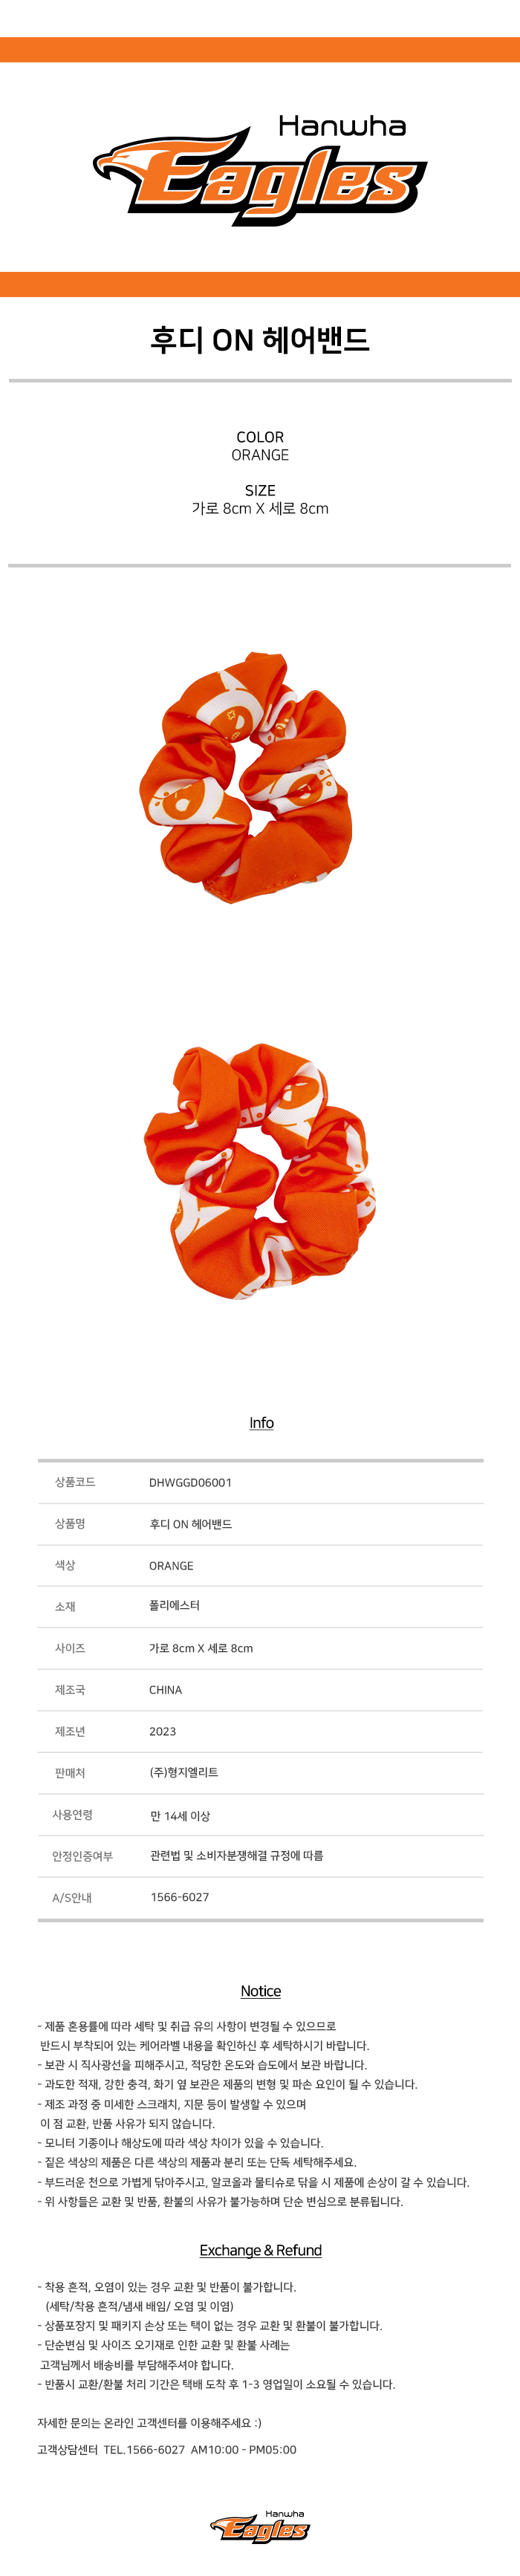 Hanwha
Eagles
후디 ON 헤어밴드
COLOR
ORANGE
SIZE
가로 8cm X 세로 8cm
Info
상품코드 DHWGGD06001
상품명 후디 ON 헤어밴드
색상 ORANGE
소재 폴리에스터
사이즈 가로 8cm X 세로 8cm
제조국 CHINA
제조년 2023
판매처 (주)형지엘리트
사용연령 만 14세 이상
안정인증여부 관련법 및 소비자분쟁해결 규정에 따름
A/S안내 1566-6027
Notice
- 제품 혼용률에 따라 세탁 및 취급 유의 사항이 변경될 수 있으므로
반드시 부착되어 있는 케어라벨 내용을 확인하신 후 세탁하시기 바랍니다.
- 보관 시 직사광선을 피해주시고, 적당한 온도와 습도에서 보관 바랍니다.
- 과도한 적재, 강한 충격, 화기 옆 보관은 제품의 변형 및 파손 요인이 될 수 있습니다.
- 제조 과정 중 미세한 스크래치, 지문 등이 발생할 수 있으며
이 점 교환, 반품 사유가 되지 않습니다.
- 모니터 기종이나 해상도에 따라 색상 차이가 있을 수 있습니다.
- 짙은 색상의 제품은 다른 색상의 제품과 분리 또는 단독 세탁해주세요.
- 부드러운 천으로 가볍게 닦아주시고, 알코올과 물티슈로 닦을 시 제품에 손상이 갈 수 있습니다.
- 위 사항들은 교환 및 반품, 환불의 사유가 불가능하며 단순 변심으로 분류됩니다.
Exchange & Refund
- 착용 흔적, 오염이 있는 경우 교환 및 반품이 불가합니다.
(세탁/착용 흔적/냄새 배임/ 오염 및 이염)
- 상품포장지 및 패키지 손상 또는 택이 없는 경우 교환 및 환불이 불가합니다.
- 단순변심 및 사이즈 오기재로 인한 교환 및 환불 사례는
고객님께서 배송비를 부담해주셔야 합니다.
- 반품시 교환/환불 처리 기간은 택배 도착 후 1-3 영업일이 소요될 수 있습니다.
자세한 문의는 온라인 고객센터를 이용해주세요 :)
고객상담센터 TEL.1566-6027 AM10:00 - PM05:00
Hanwha
Eagles